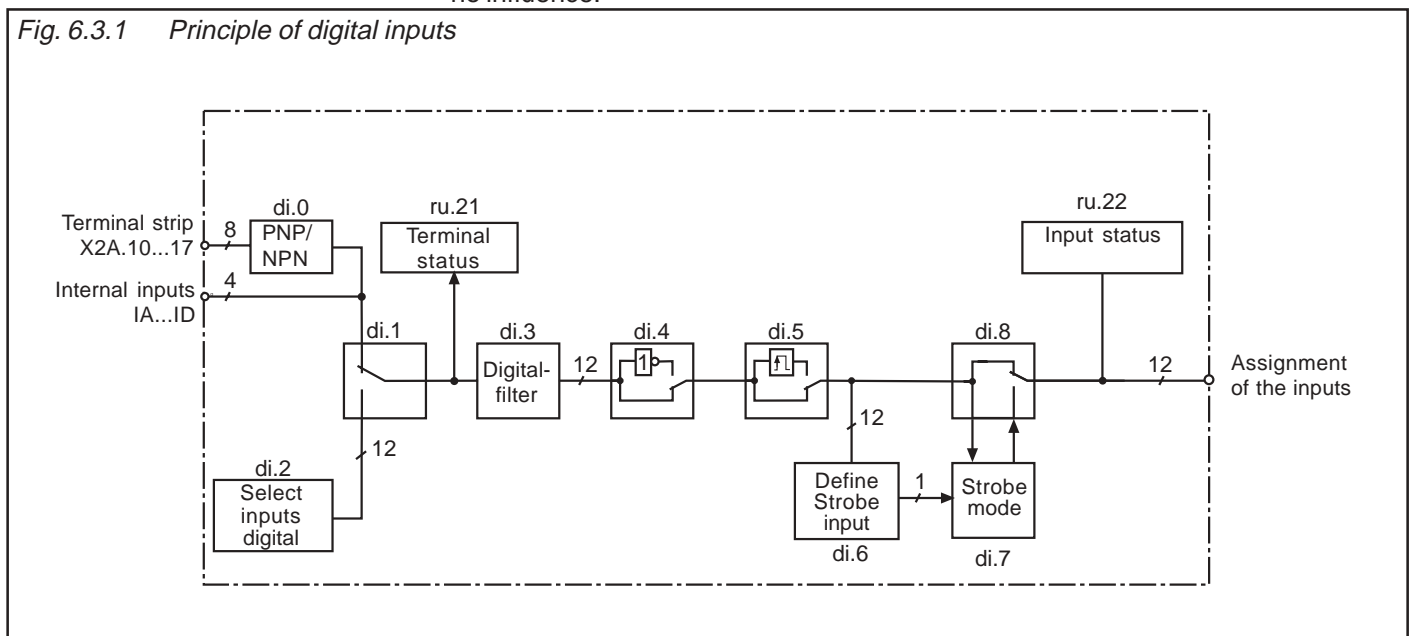 no influence.
Fig. 6.3.1 Principle of digital inputs
Terminal strip
X2A.10...17
8
di.0
PNP/
NPN
Internal inputs
IA...ID
4
di.1
ru.21
Terminal
status
di.2
Select
inputs
digital
12
di.3
Digital-
filter
12
di.4
1
di.5
12
Define
Strobe
input
di.6
1
Strobe
mode
di.7
di.8
ru.22
Input status
12
Assignment
of the inputs